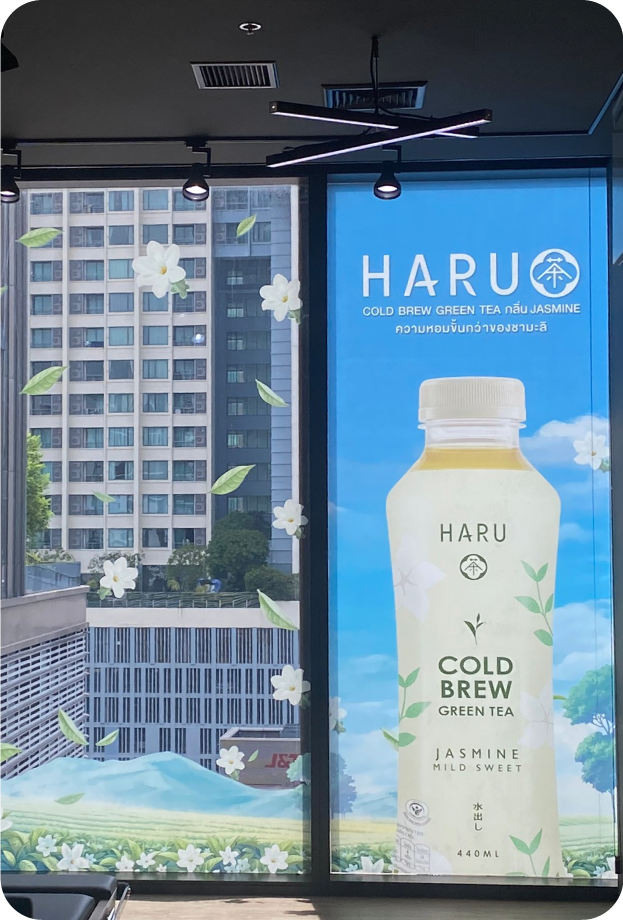 HARU 茶
COLD BREW GREEN TEA กลิ่น JASMINE
ความหอมขั้นกว่าของชามะลิ
HARU
茶
COLD
BREW
GREEN TEA
JASMINE
MILD SWEET
水出し
440ML